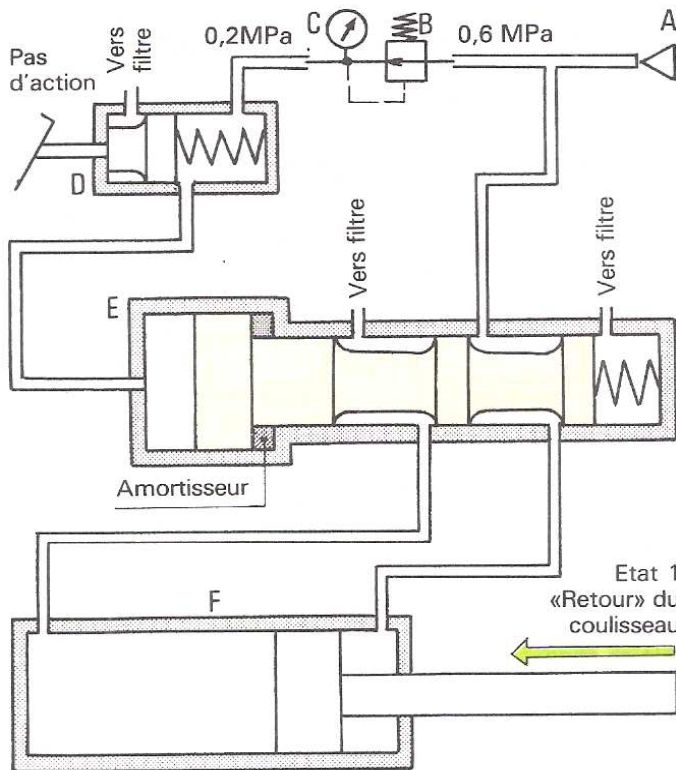 C
B
A
0,2MPa
0,6 MPa
Pas
d'action
Vers
filtre
D
E
Vers filtre
Vers filtre
Amortisseur
F
Etat 1
«Retour» du
coulisseau